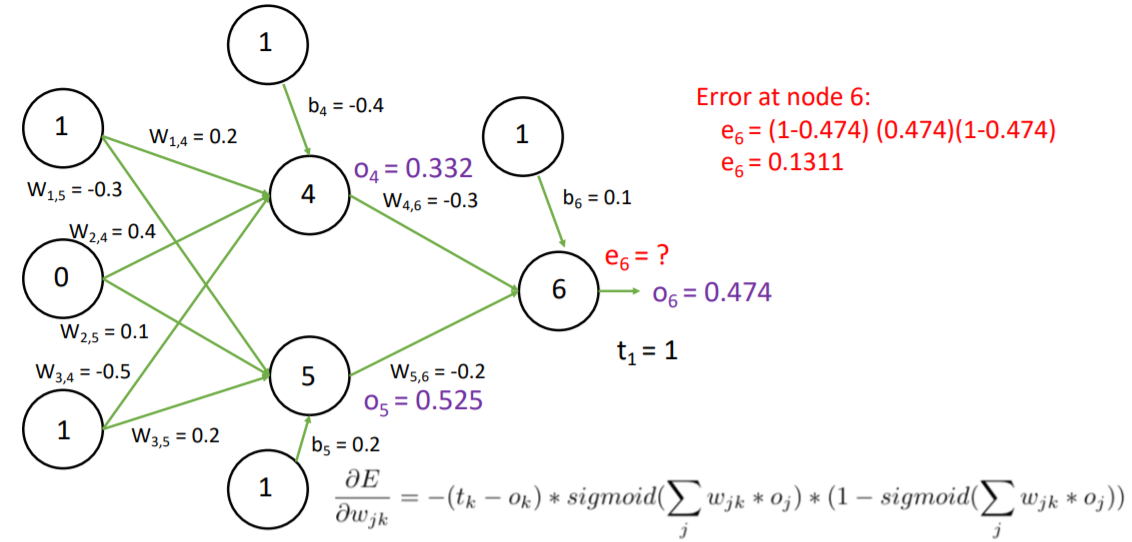 1
b₄ = -0.4
1
W₁,₄ = 0.2
1
Error at node 6:
e₆ = (1-0.474) (0.474)(1-0.474)
e₆ = 0.1311
W₁,₅ = -0.3
4
o₄ = 0.332
W₄,₆ = -0.3
b₆ = 0.1
W₂,₄ = 0.4
0
6
e₆ = ?
o₆ = 0.474
t₁ = 1
W₂,₅ = 0.1
W₃,₄ = -0.5
5
W₅,₆ = -0.2
o₅ = 0.525
1
W₃,₅ = 0.2
b₅ = 0.2
1
∂E/∂wⱼₖ = −(tₖ − oₖ) ∗ sigmoid(∑ⱼ wⱼₖ ∗ oⱼ) ∗ (1 − sigmoid(∑ⱼ wⱼₖ ∗ oⱼ))